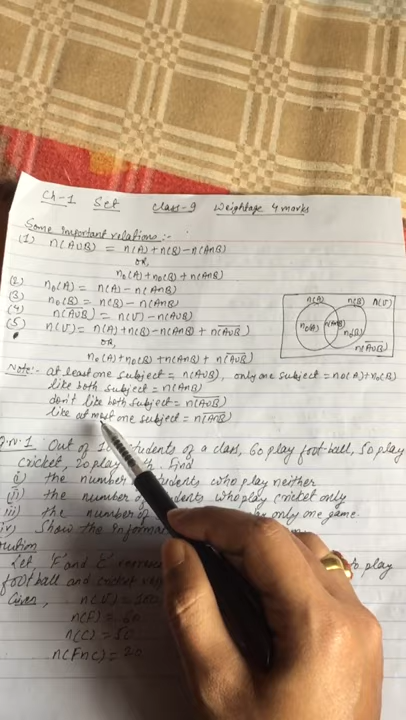 Ch-1 Set Class-9 Weightage 4 marks
Some important relations:-
(1) n(A∪B) = n(A)+n(B)-n(A∩B)
or,
n₀(A)+n₀(B)+n(A∩B)
(2) n₀(A) = n(A)-n(A∩B)
(3) n₀(B) = n(B)-n(A∩B)
(4) n(A∪B) = n(U)-n(A̅∪̅B̅)
(5) n(U) = n(A)+n(B)-n(A∩B)+n(A̅∪̅B̅)
or,
n₀(A)+n₀(B)+n(A∩B)+n(A̅∪̅B̅)
n(A) n(B) n(U)
n₀(A) n(A∩B) n₀(B)
n(A̅∪̅B̅)
Note:- at least one subject = n(A∪B), only one subject = n₀(A)+n₀(B)
like both subject = n(A∩B)
don't like both subject = n(A̅∪̅B̅)
like at most one subject = n(A̅∩̅B̅)
Q.N.1 Out of students of a class, 60 play foot-ball, 50 play
cricket, 20 play Find
i) the number students who play neither
(ii) the number of students who play cricket only
iii) the number of only one game.
iv) Show the informa
Let F and C play
football and cricket
Given, n(U) = 100
n(F) = 60
n(C) = 50
n(F∩C) = 20